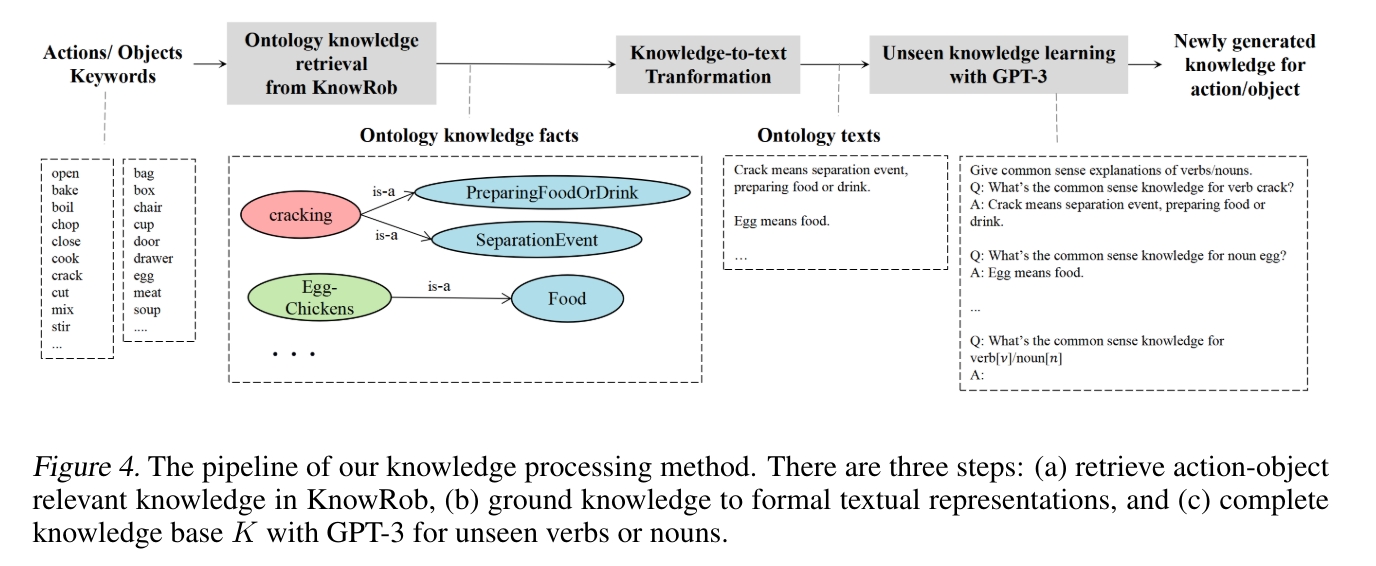 Actions/ Objects
Keywords
Ontology knowledge
retrieval
from KnowRob
Knowledge-to-text
Tranformation
Unseen knowledge learning
with GPT-3
Newly generated
knowledge for
action/object
Ontology knowledge facts
Ontology texts
open
bake
boil
chop
close
cook
crack
cut
mix
stir
...
bag
box
chair
cup
door
drawer
egg
meat
soup
....
cracking
is-a
PreparingFoodOrDrink
is-a
SeparationEvent
Egg-
Chickens
is-a
Food
. . .
Crack means separation event,
preparing food or drink.
Egg means food.
...
Give common sense explanations of verbs/nouns.
Q: What's the common sense knowledge for verb crack?
A: Crack means separation event, preparing food or
drink.
Q: What's the common sense knowledge for noun egg?
A: Egg means food.
...
Q: What's the common sense knowledge for
verb[v]/noun[n]
A:
Figure 4. The pipeline of our knowledge processing method. There are three steps: (a) retrieve action-object
relevant knowledge in KnowRob, (b) ground knowledge to formal textual representations, and (c) complete
knowledge base K with GPT-3 for unseen verbs or nouns.